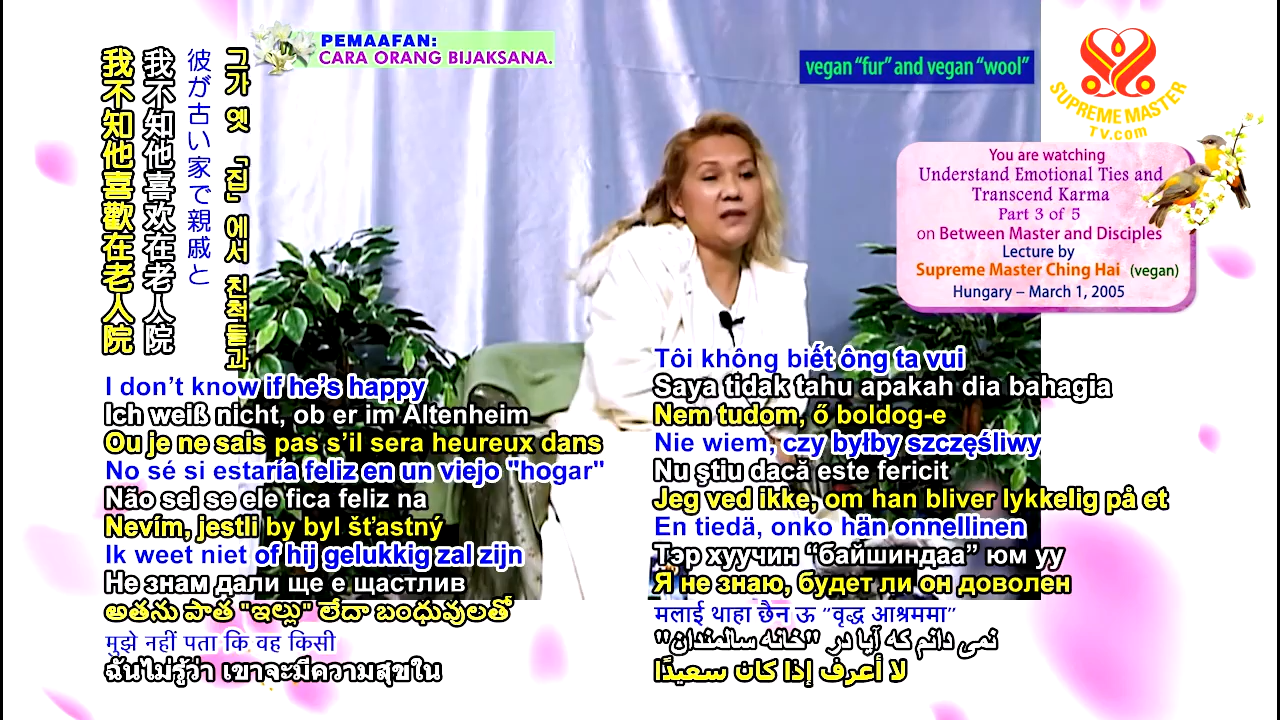 PEMAAFAN:
CARA ORANG BIJAKSANA.
vegan “fur” and vegan “wool”
SUPREME MASTER
TV.com
You are watching
Understand Emotional Ties and
Transcend Karma
Part 3 of 5
on Between Master and Disciples
Lecture by
Supreme Master Ching Hai (vegan)
Hungary – March 1, 2005
我不知他喜歡在老人院
我不知他喜欢在老人院
彼が古い家で親戚と
그가 옛 「집」에서 친척들과
I don’t know if he’s happy
Ich weiß nicht, ob er im Altenheim
Ou je ne sais pas s’il sera heureux dans
No sé si estaría feliz en un viejo "hogar"
Não sei se ele fica feliz na
Nevím, jestli by byl šťastný
Ik weet niet of hij gelukkig zal zijn
Не знам дали ще е щастлив
అతను పాత "ఇల్లు" లేదా బంధువులతో
मुझे नहीं पता कि वह किसी
ฉันไม่รู้ว่า เขาจะมีความสุขใน
Tôi không biết ông ta vui
Saya tidak tahu apakah dia bahagia
Nem tudom, ő boldog-e
Nie wiem, czy byłby szczęśliwy
Nu ştiu dacă este fericit
Jeg ved ikke, om han bliver lykkelig på et
En tiedä, onko hän onnellinen
Тэр хуучин “байшиндаа” юм уу
Я не знаю, будет ли он доволен
मलाई थाहा छैन ऊ “वृद्ध आश्रममा”
نمی دانم که آیا در "خانه سالمندان"
لا أعرف إذا كان سعيدًا